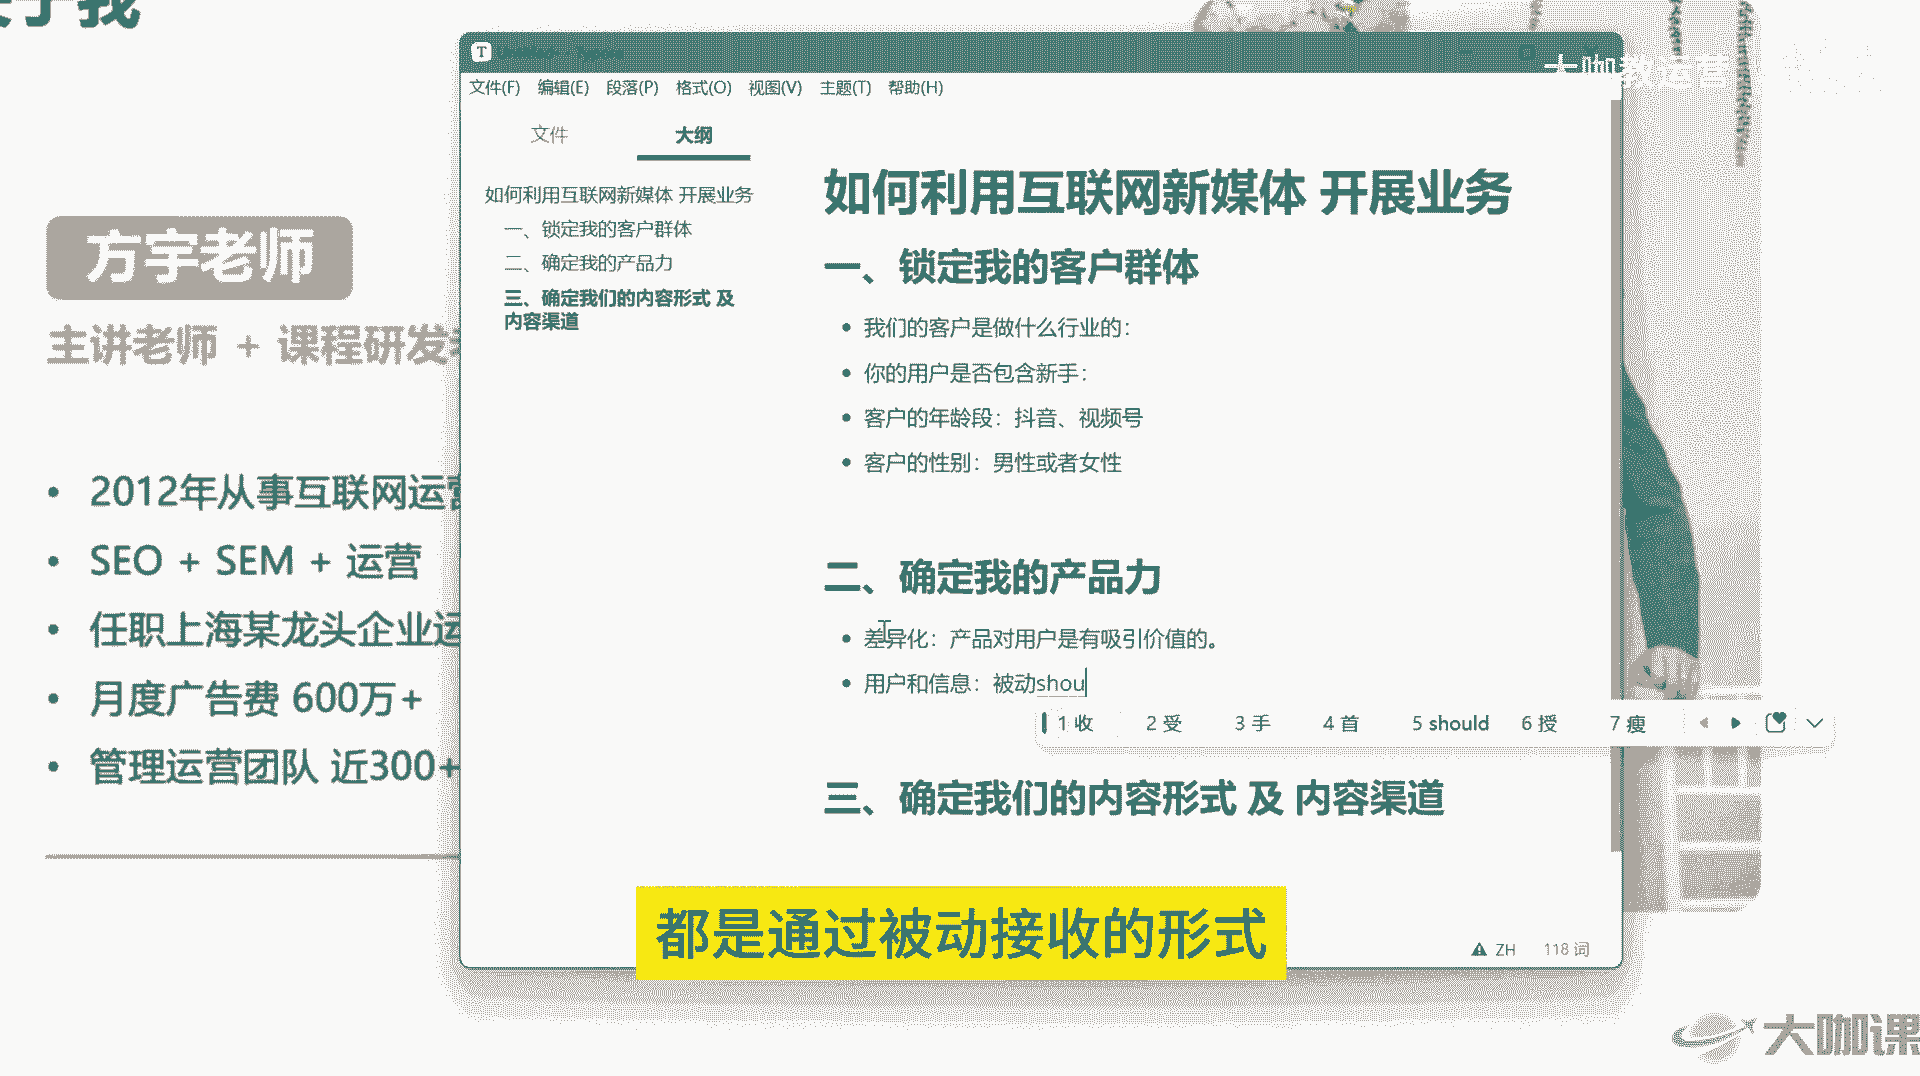 于我
方宇老师
主讲老师 + 课程研发
2012年从事互联网运营
SEO + SEM + 运营
任职上海某龙头企业运
月度广告费 600万+
管理运营团队 近300+
T
文件(F) 编辑(E) 段落(P) 格式(O) 视图(V) 主题(T) 帮助(H)
文件 大纲
如何利用互联网新媒体 开展业务
一、锁定我的客户群体
二、确定我的产品力
三、确定我们的内容形式 及
内容渠道
如何利用互联网新媒体 开展业务
一、锁定我的客户群体
我们的客户是做什么行业的：
你的用户是否包含新手：
客户的年龄段：抖音、视频号
客户的性别：男性或者女性
二、确定我的产品力
差异化：产品对用户是有吸引价值的。
用户和信息：被动shou
1 收 2 受 3 手 4 首 5 should 6 授 7 瘦
三、确定我们的内容形式 及 内容渠道
ZH 118 词
都是通过被动接收的形式
大咖教运营
大咖课